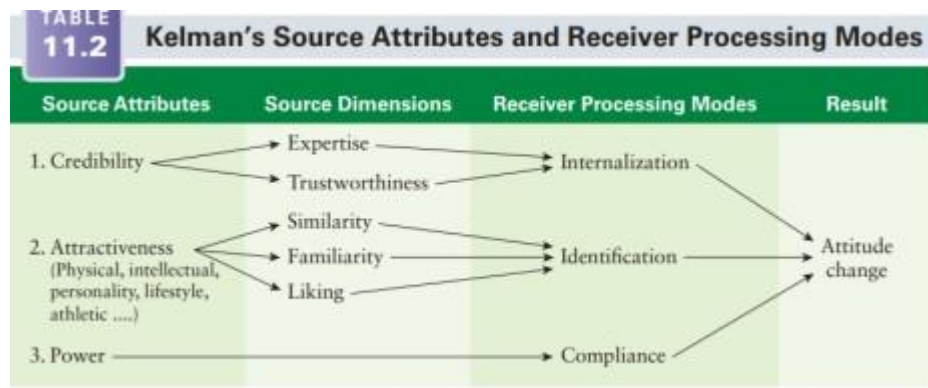 TABLE
11.2
Kelman's Source Attributes and Receiver Processing Modes
Source Attributes Source Dimensions Receiver Processing Modes Result
1. Credibility
Expertise
Trustworthiness
Internalization
2. Attractiveness
(Physical, intellectual,
personality, lifestyle,
athletic ....)
Similarity
Familiarity
Liking
Identification
Attitude
change
3. Power
Compliance